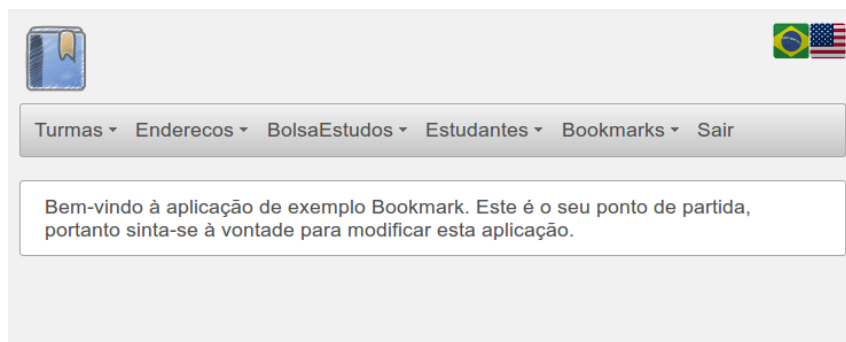 Turmas Enderecos BolsaEstudos Estudantes Bookmarks Sair
Bem-vindo à aplicação de exemplo Bookmark. Este é o seu ponto de partida,
portanto sinta-se à vontade para modificar esta aplicação.